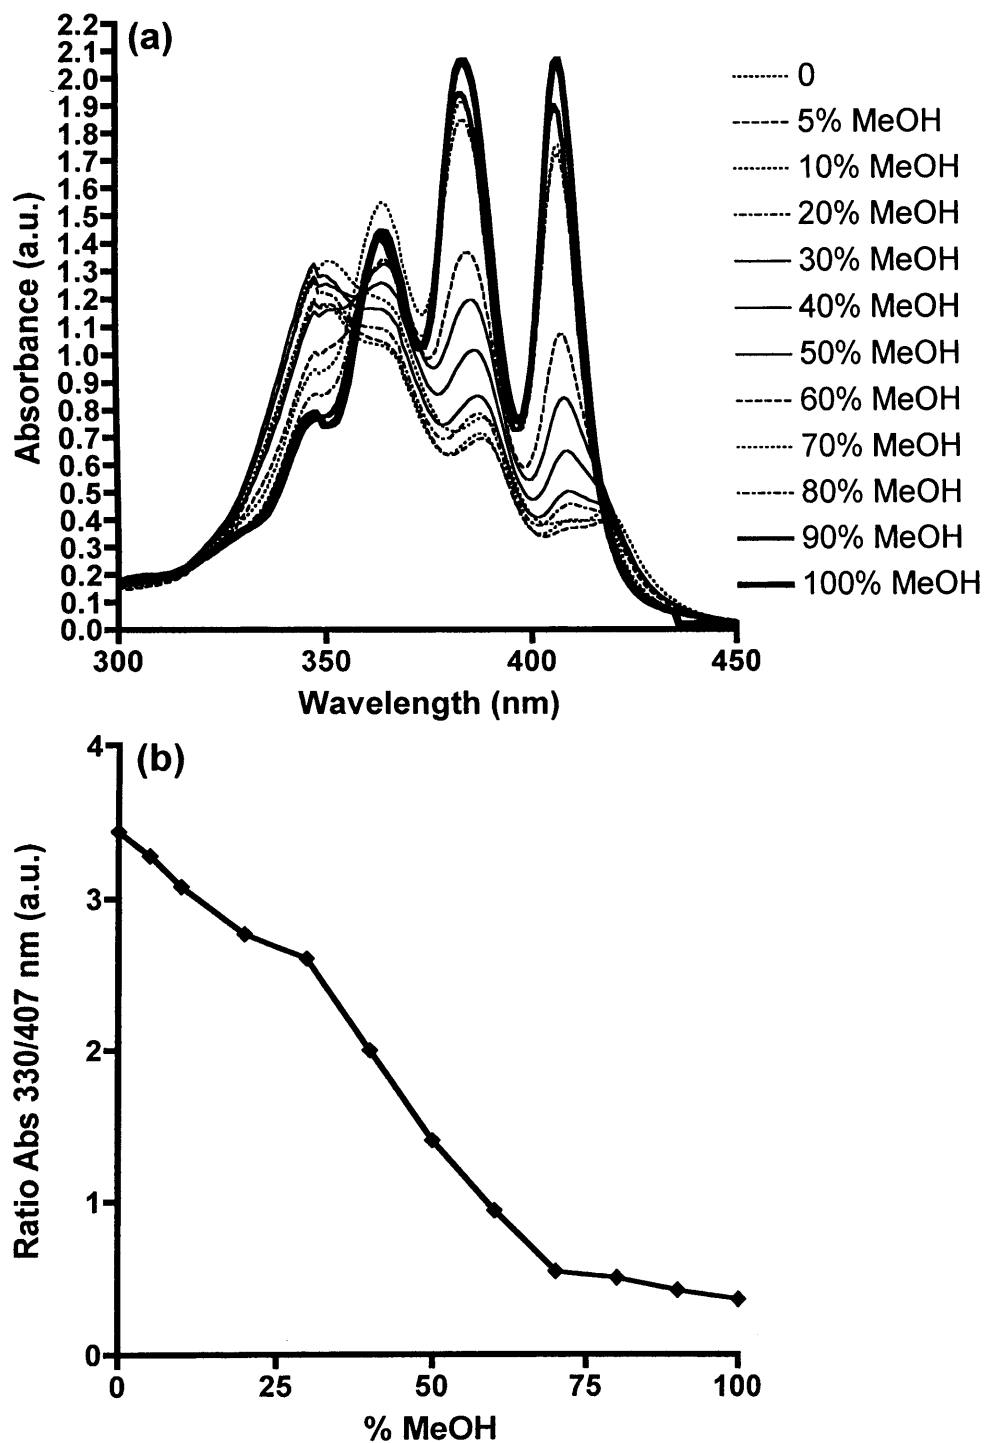 (a)
2.2
2.1
2.0
1.9
1.8
1.7
1.6
1.5
1.4
1.3
1.2
1.1
1.0
0.9
0.8
0.7
0.6
0.5
0.4
0.3
0.2
0.1
0.0
Absorbance (a.u.)
300 350 400 450
Wavelength (nm)
0
5% MeOH
10% MeOH
20% MeOH
30% MeOH
40% MeOH
50% MeOH
60% MeOH
70% MeOH
80% MeOH
90% MeOH
100% MeOH
(b)
4
3
2
1
0
Ratio Abs 330/407 nm (a.u.)
0 25 50 75 100
% MeOH